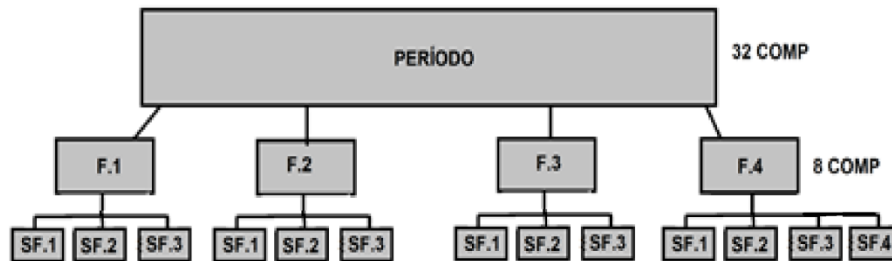 PERÍODO 32 COMP
F.1 F.2 F.3 F.4 8 COMP
SF.1 SF.2 SF.3 SF.1 SF.2 SF.3 SF.1 SF.2 SF.3 SF.1 SF.2 SF.3 SF.4